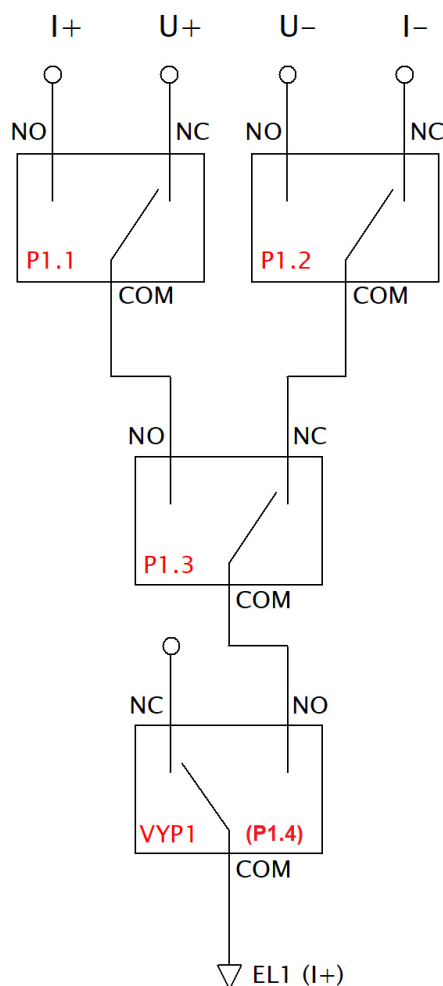 I+ U+ U- I-
NO NC NO NC
P1.1 P1.2
COM COM
NO NC
P1.3
COM
NC NO
VYP1 (P1.4)
COM
EL1 (I+)